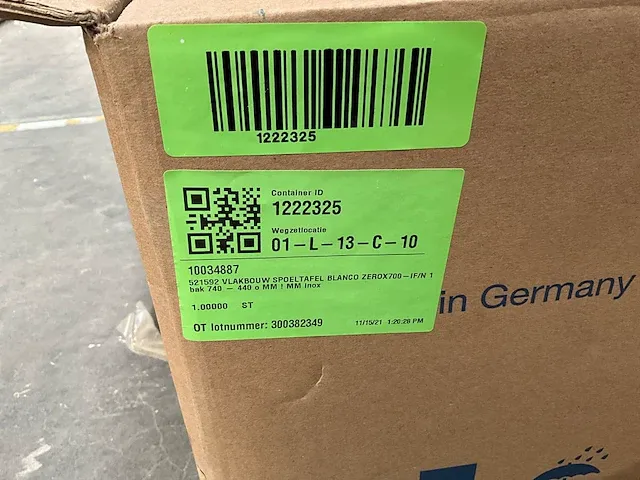 1222325
Container ID
1222325
Wegzetlocatie
01-L-13-C-10
10034887
521592 VLAKBOUW SPOELTAFEL BLANCO ZEROX700-IF/N 1
bak 740 - 440 o MM ! MM inox
1.00000 ST
OT lotnummer: 300382349 11/15/21 1:20:28 PM
in Germany